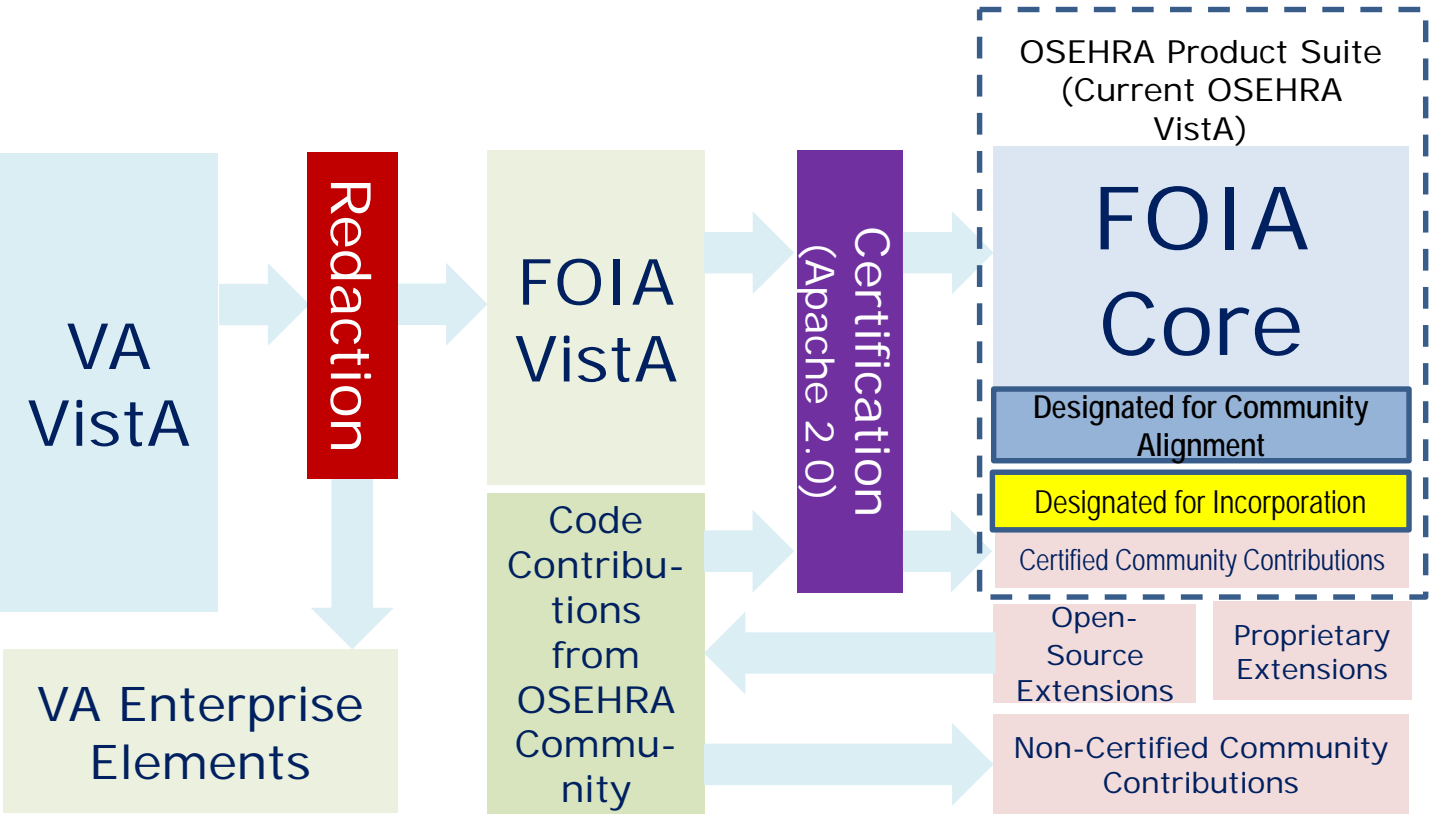 OSEHRA Product Suite
(Current OSEHRA
VistA)
VA
VistA
Redaction
FOIA
VistA
Certification
(Apache 2.0)
FOIA
Core
Designated for Community
Alignment
Designated for Incorporation
Certified Community Contributions
Code
Contribu-
tions
from
OSEHRA
Commu-
nity
Open-
Source
Extensions
Proprietary
Extensions
VA Enterprise
Elements
Non-Certified Community
Contributions